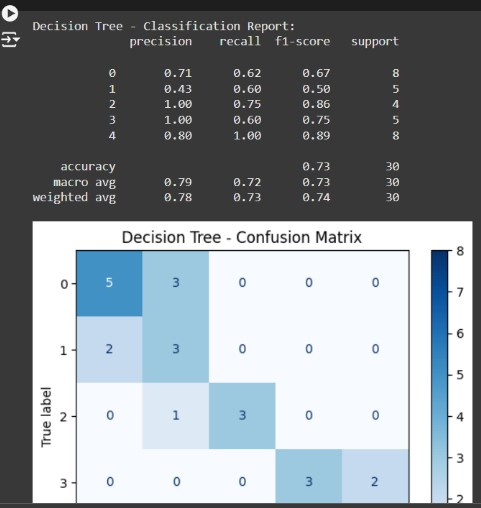 Decision Tree - Classification Report:
precision recall f1-score support
0 0.71 0.62 0.67 8
1 0.43 0.60 0.50 5
2 1.00 0.75 0.86 4
3 1.00 0.60 0.75 5
4 0.80 1.00 0.89 8
accuracy 0.73 30
macro avg 0.79 0.72 0.73 30
weighted avg 0.78 0.73 0.74 30
Decision Tree - Confusion Matrix
8
0 5 3 0 0 0
7
6
1 2 3 0 0 0
5
True label
2 0 1 3 0 0
4
3
3 0 0 0 3 2
2